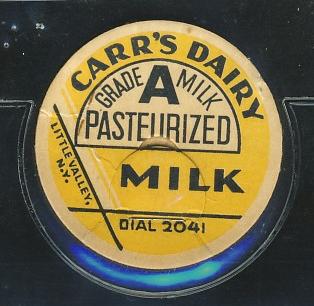 CARR'S DAIRY
GRADE A MILK
PASTEURIZED
LITTLE VALLEY,
N.Y.
MILK
DIAL 2041